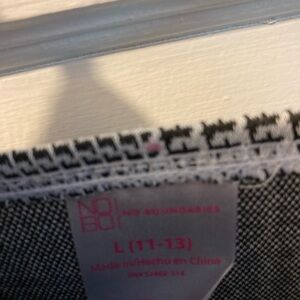 NO!
BO!
NO BOUNDARIES
L (11-13)
Made in/Hecho en China